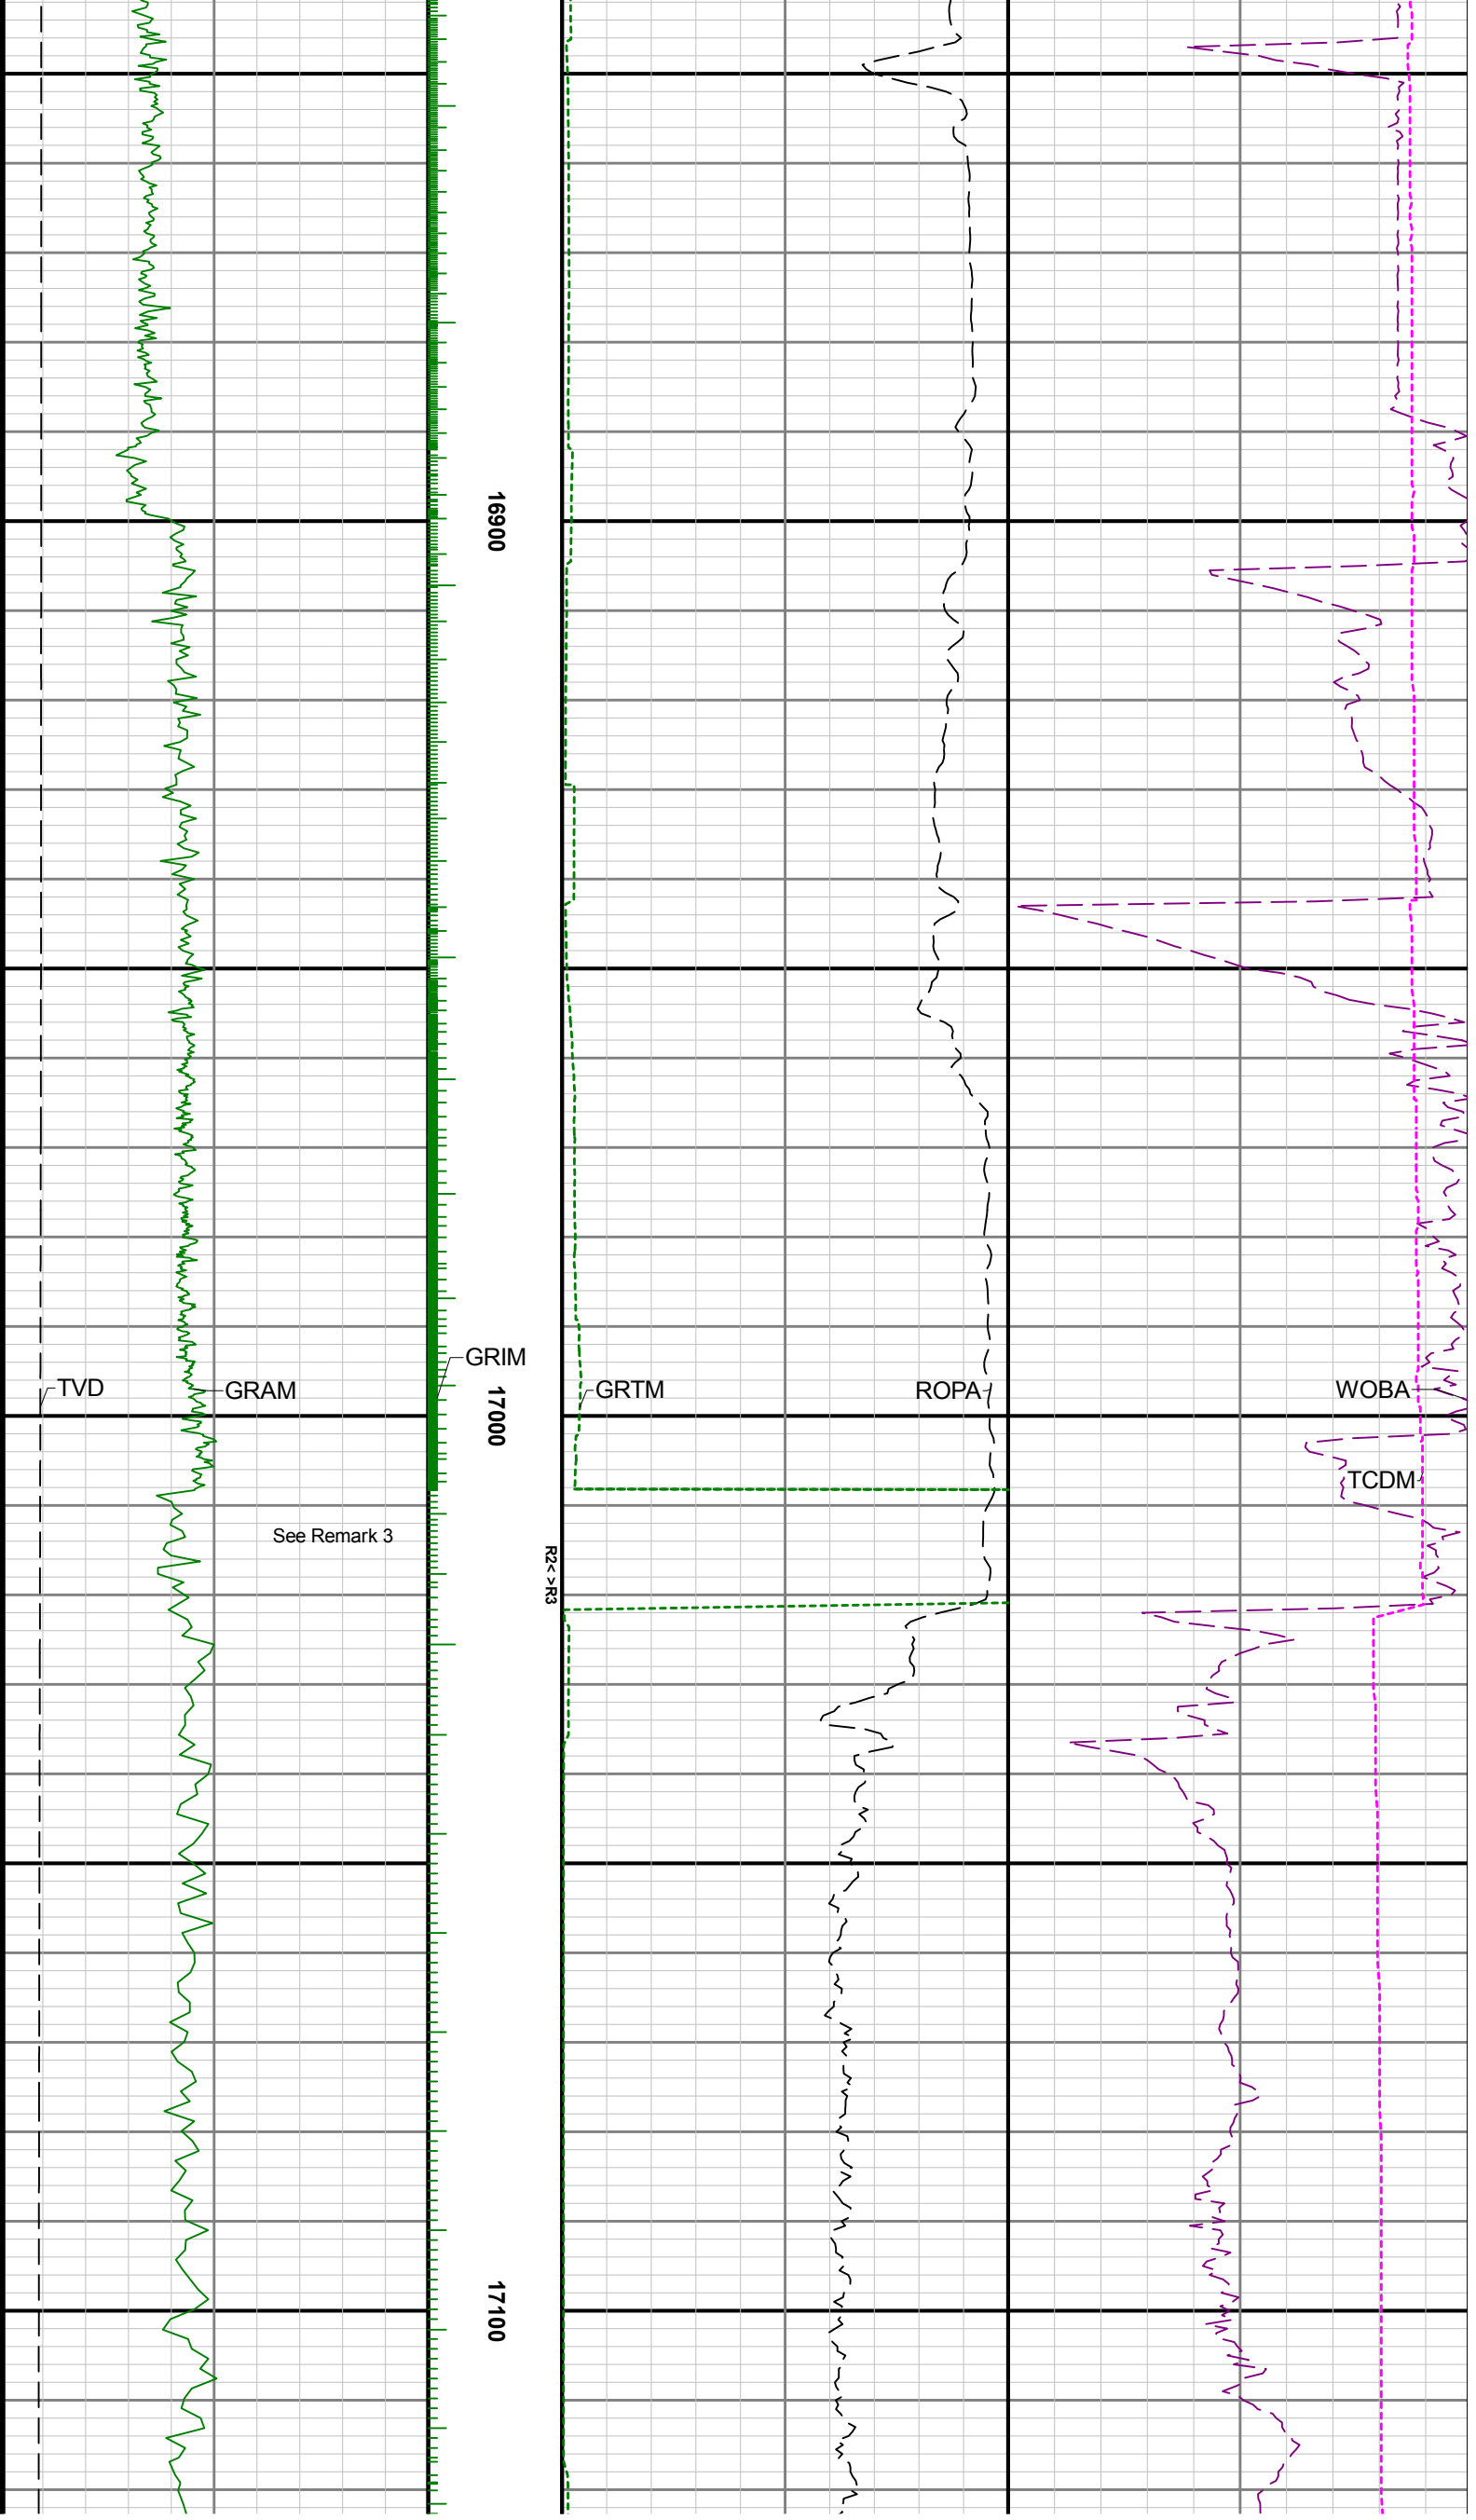 16900
GRIM
TVD
GRAM
17000
GRTM
ROPA
WOBA
TCDM
See Remark 3
R2< >R3
17100